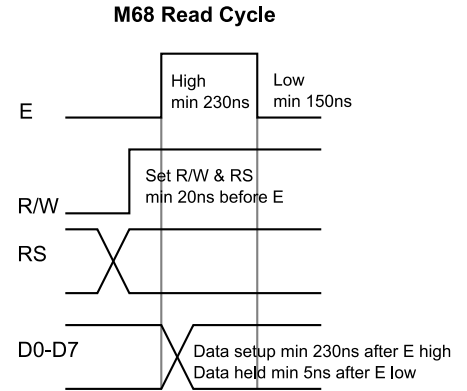 M68 Read Cycle
High
min 230ns
Low
min 150ns
E
Set R/W & RS
min 20ns before E
R/W
RS
D0-D7
Data setup min 230ns after E high
Data held min 5ns after E low